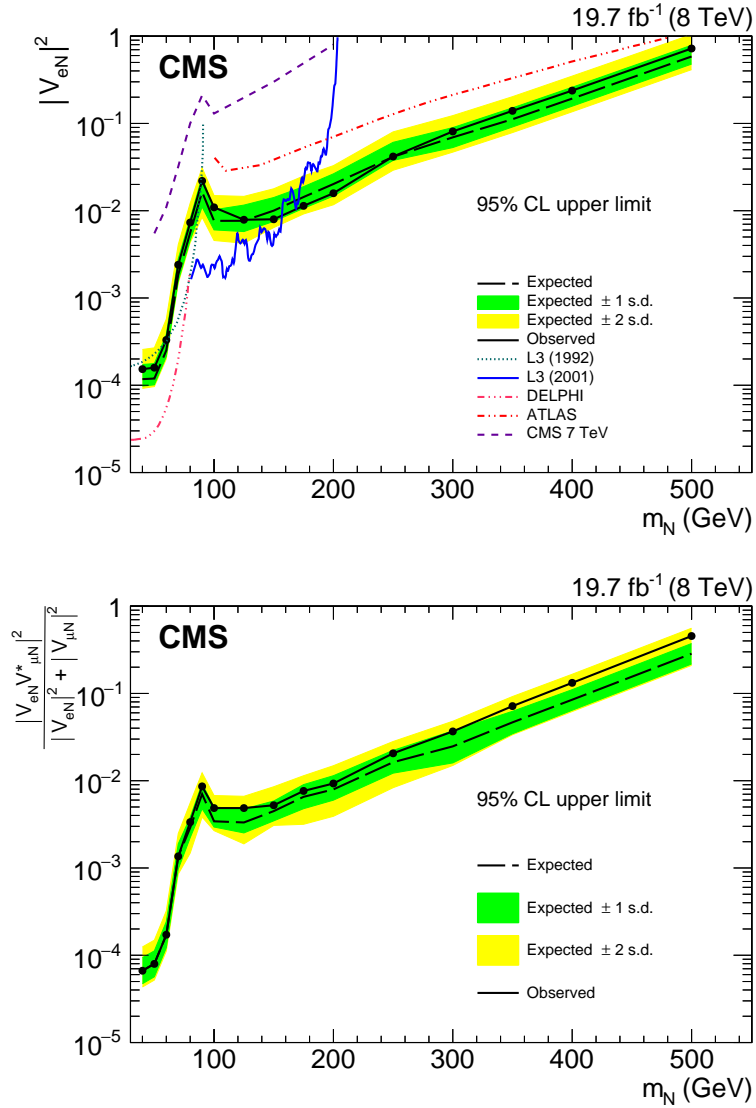 19.7 fb⁻¹ (8 TeV)
|V_eN|²
CMS
1
10⁻¹
10⁻²
10⁻³
10⁻⁴
10⁻⁵
95% CL upper limit
Expected
Expected ± 1 s.d.
Expected ± 2 s.d.
Observed
L3 (1992)
L3 (2001)
DELPHI
ATLAS
CMS 7 TeV
100 200 300 400 500
m_N (GeV)
19.7 fb⁻¹ (8 TeV)
|V_eN V*_μN|²
|V_eN|² + |V_μN|²
CMS
1
10⁻¹
10⁻²
10⁻³
10⁻⁴
10⁻⁵
95% CL upper limit
Expected
Expected ± 1 s.d.
Expected ± 2 s.d.
Observed
100 200 300 400 500
m_N (GeV)